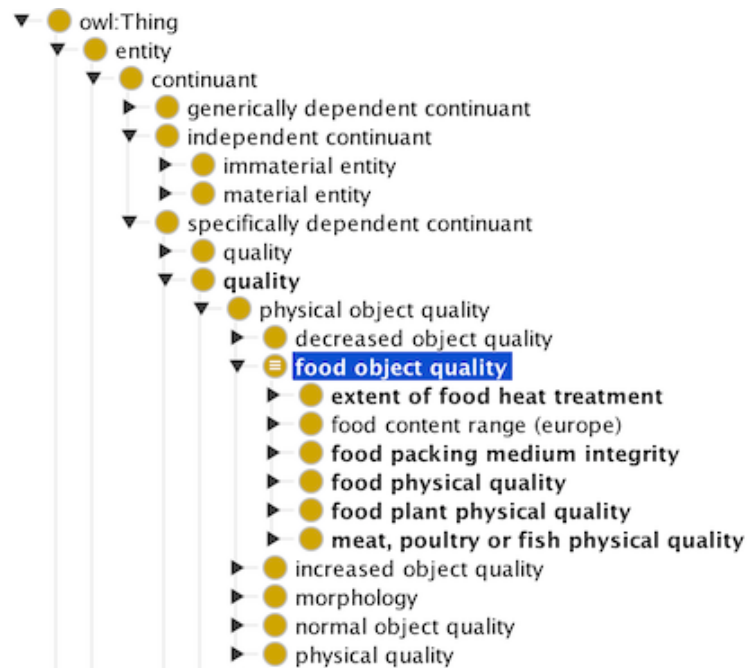 owl:Thing
entity
continuant
generically dependent continuant
independent continuant
immaterial entity
material entity
specifically dependent continuant
quality
quality
physical object quality
decreased object quality
food object quality
extent of food heat treatment
food content range (europe)
food packing medium integrity
food physical quality
food plant physical quality
meat, poultry or fish physical quality
increased object quality
morphology
normal object quality
physical quality